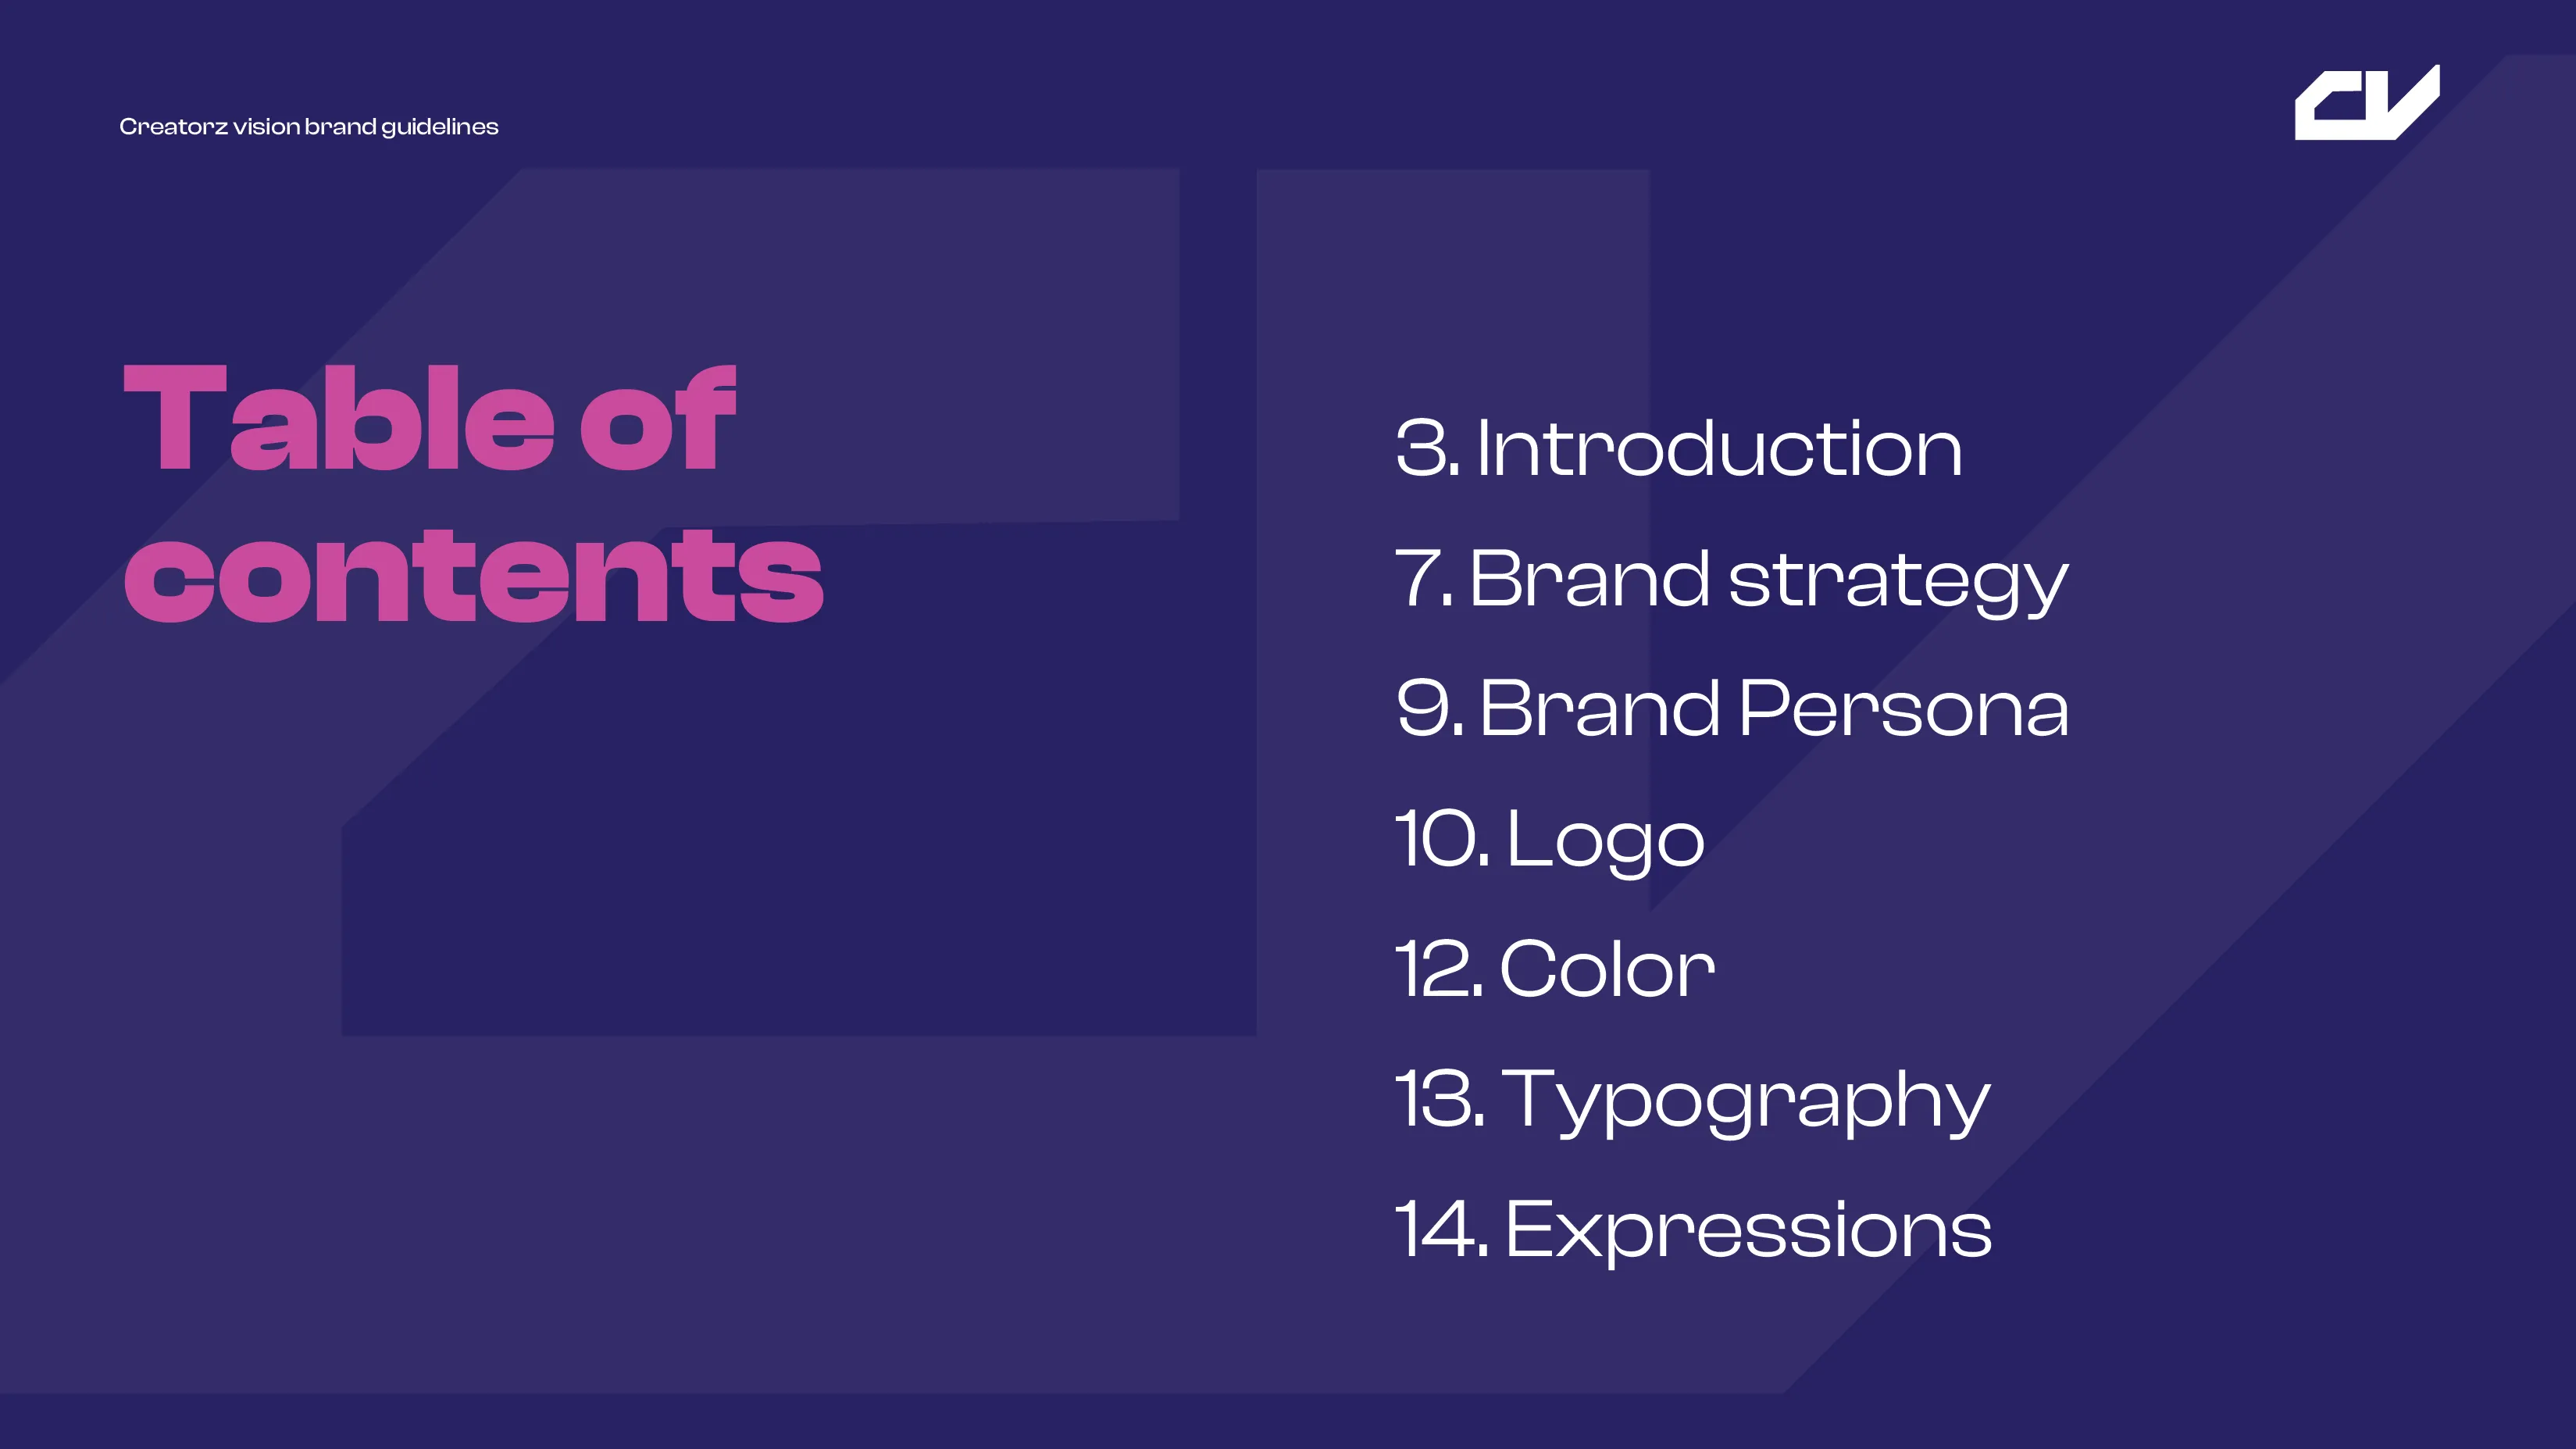 Creatorz vision brand guidelines
CV
Table of
contents
3. Introduction
7. Brand strategy
9. Brand Persona
10. Logo
12. Color
13. Typography
14. Expressions